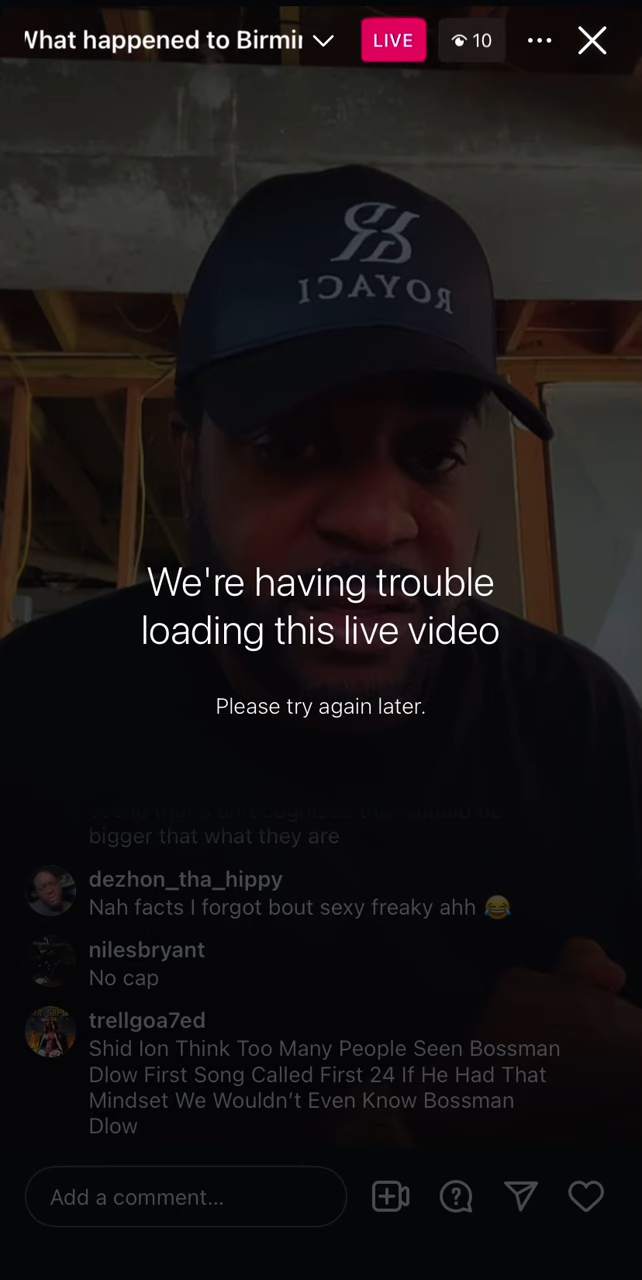 What happened to Birmin
LIVE
10
ROYACI
We're having trouble
loading this live video
Please try again later.
bigger that what they are
dezhon_tha_hippy
Nah facts I forgot bout sexy freaky ahh 😂
nilesbryant
No cap
trellgoa7ed
Shid Ion Think Too Many People Seen Bossman
Dlow First Song Called First 24 If He Had That
Mindset We Wouldn't Even Know Bossman
Dlow
Add a comment...